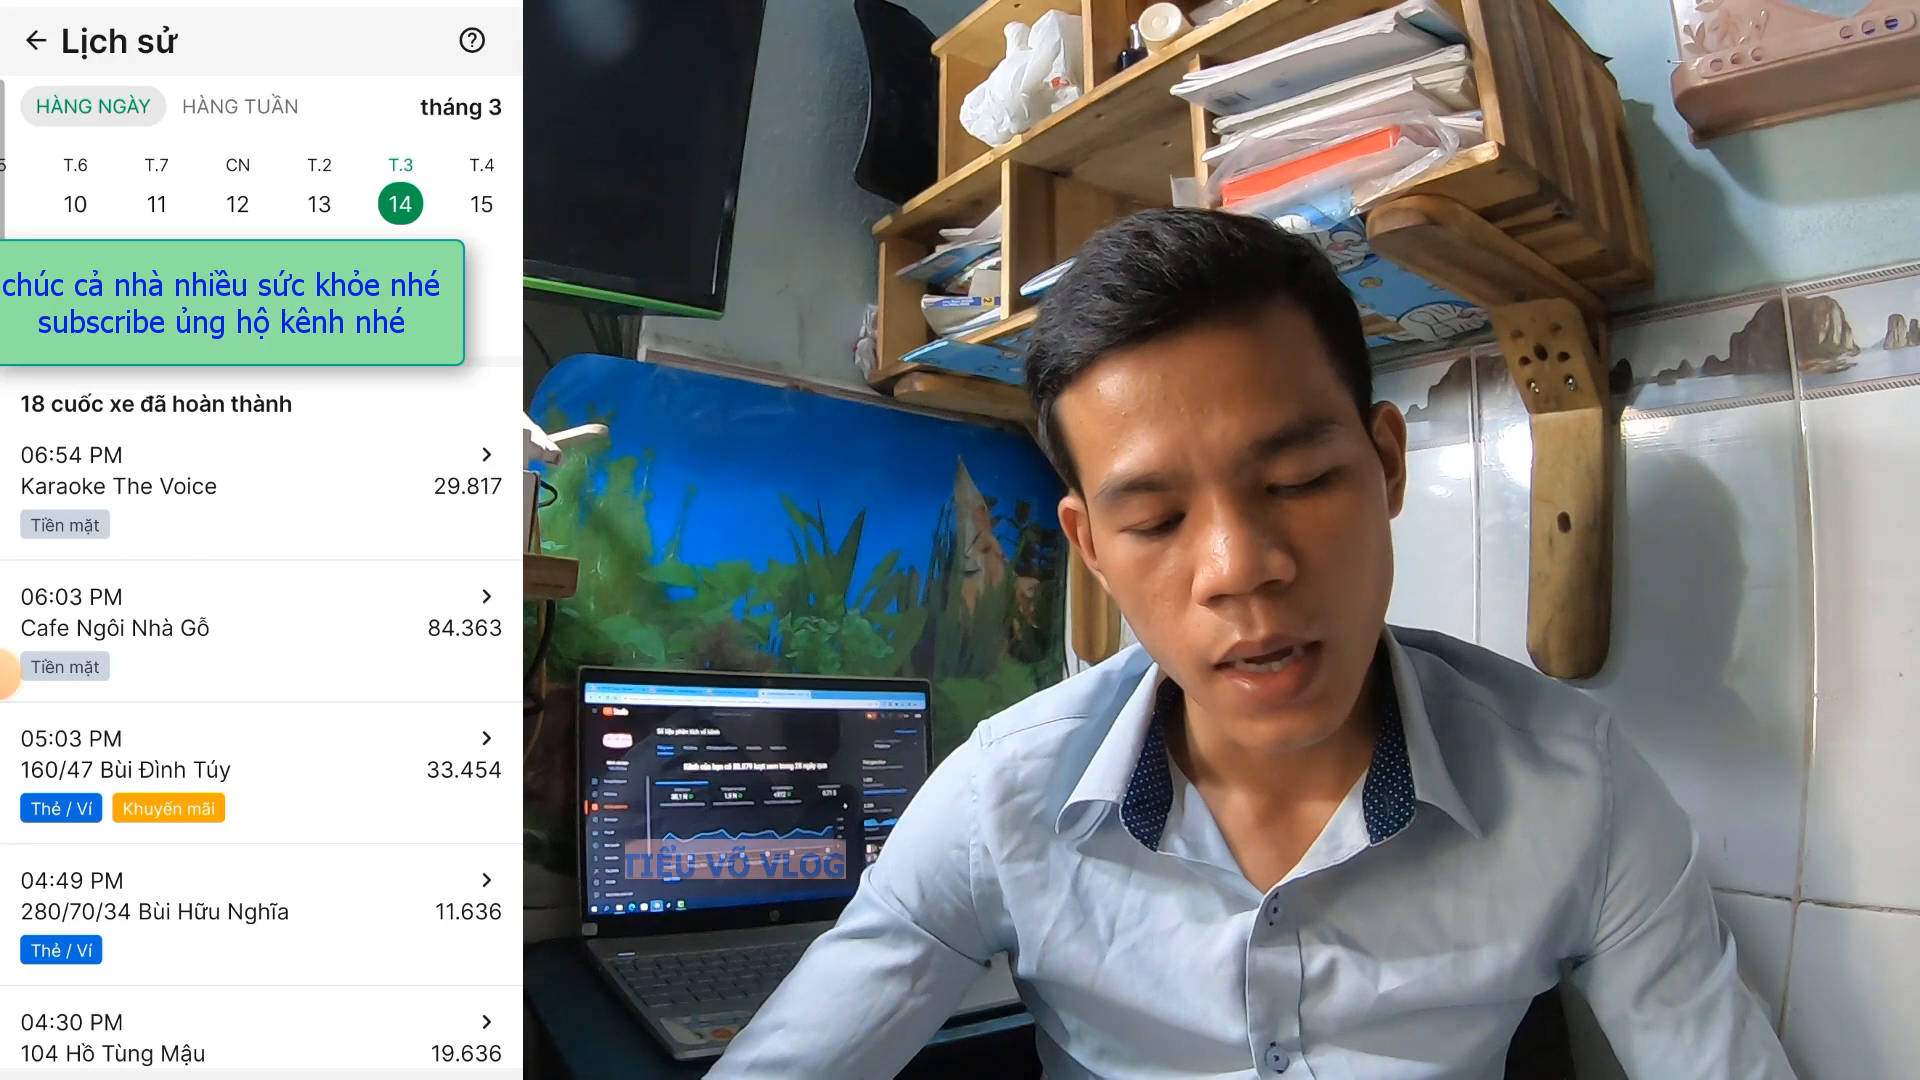 ← Lịch sử
HÀNG NGÀY HÀNG TUẦN tháng 3
5 T.6 T.7 CN T.2 T.3 T.4
10 11 12 13 14 15
chúc cả nhà nhiều sức khỏe nhé
subscribe ủng hộ kênh nhé
18 cuốc xe đã hoàn thành
06:54 PM
Karaoke The Voice 29.817
Tiền mặt
06:03 PM
Cafe Ngôi Nhà Gỗ 84.363
Tiền mặt
05:03 PM
160/47 Bùi Đình Túy 33.454
Thẻ / Ví Khuyến mãi
04:49 PM
280/70/34 Bùi Hữu Nghĩa 11.636
Thẻ / Ví
04:30 PM
104 Hồ Tùng Mậu 19.636
TIỂU VÕ VLOG